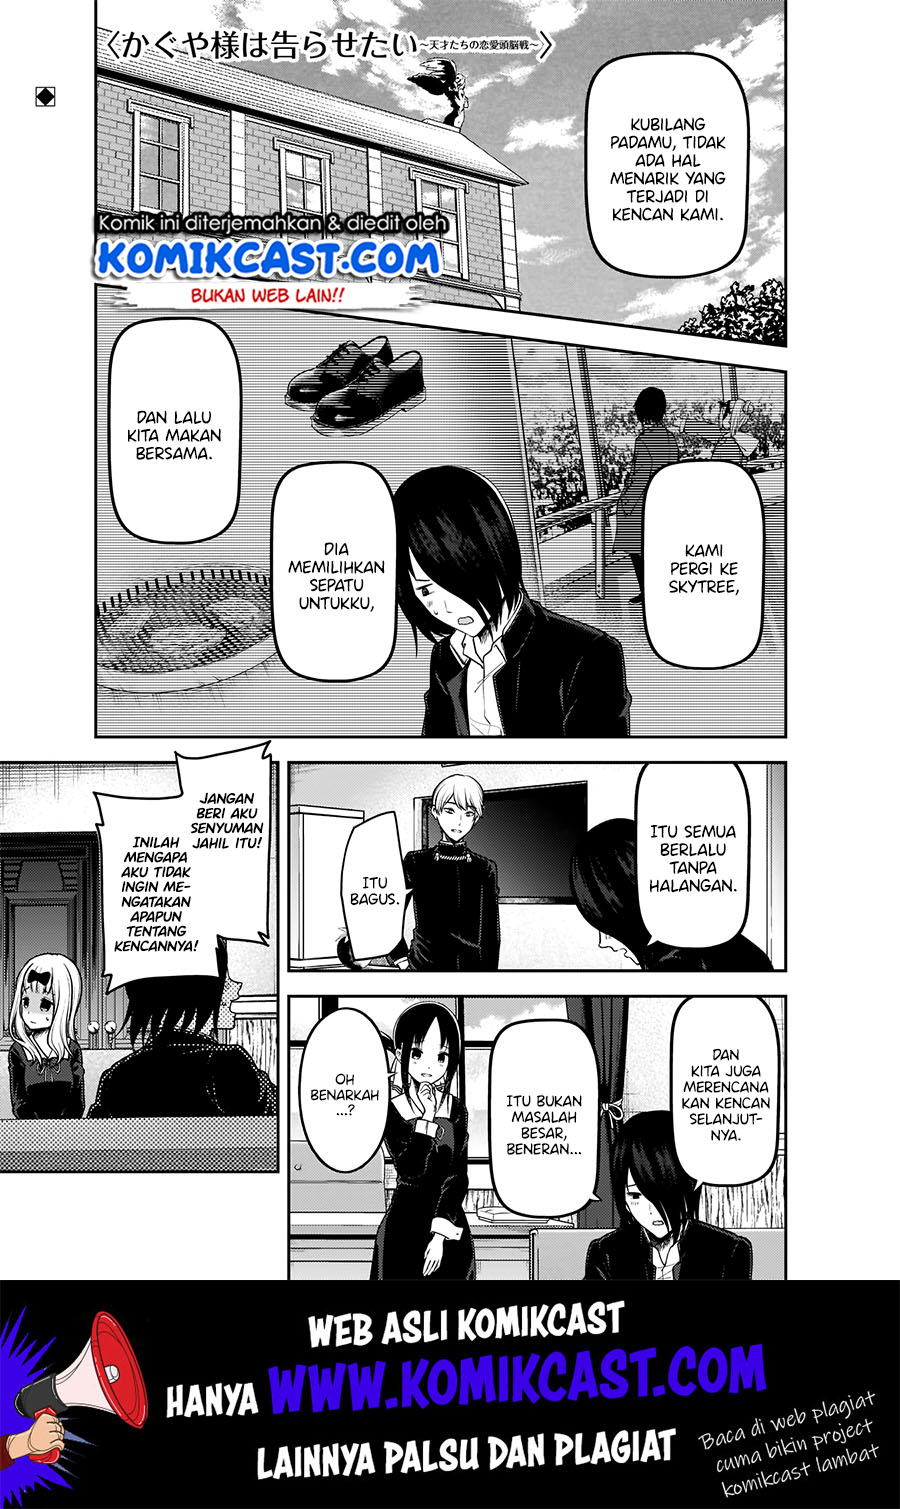 〈かぐや様は告らせたい ~天才たちの恋愛頭脳戦~〉
KUBILANG
PADAMU, TIDAK
ADA HAL
MENARIK YANG
TERJADI DI
KENCAN KAMI.
Komik ini diterjemahkan & diedit oleh
KOMIKCAST.COM
BUKAN WEB LAIN!!
KAMI
PERGI KE
SKYTREE,
DIA
MEMILIHKAN
SEPATU
UNTUKKU,
DAN LALU
KITA MAKAN
BERSAMA.
ITU SEMUA
BERLALU
TANPA
HALANGAN.
ITU
BAGUS.
DAN
KITA JUGA
MERENCANA
KAN KENCAN
SELANJUT-
NYA.
ITU BUKAN
MASALAH
BESAR,
BENERAN...
OH
BENARKAH
...?
JANGAN
BERI AKU
SENYUMAN
JAHIL ITU!
INILAH
MENGAPA
AKU TIDAK
INGIN ME-
NGATAKAN
APAPUN
TENTANG
KENCANNYA!
WEB ASLI KOMIKCAST
HANYA WWW.KOMIKCAST.COM
LAINNYA PALSU DAN PLAGIAT
Baca di web plagiat
cuma bikin project
komikcast lambat